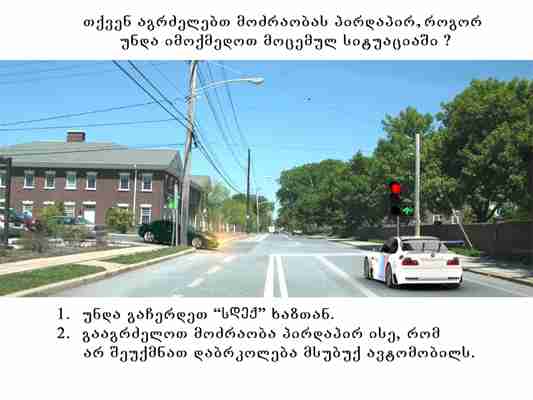 თქვენ აგრძელებთ მოძრაობას პირდაპირ, როგორ
უნდა იმოქმედოთ მოცემულ სიტუაციაში ?
1. უნდა გაჩერდეთ “სდექ” ხაზთან.
2. გააგრძელოთ მოძრაობა პირდაპირ ისე, რომ
არ შეუქმნათ დაბრკოლება მსუბუქ ავტომობილს.